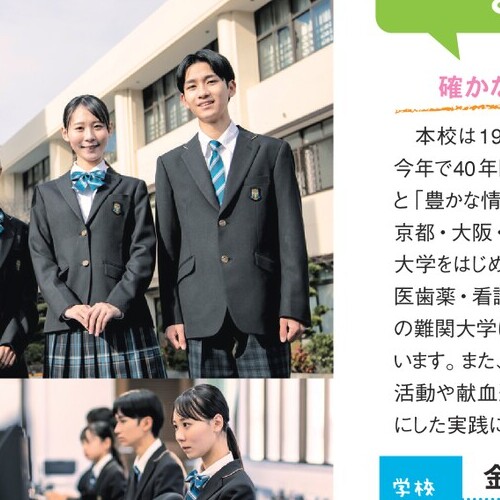 確かな
本校は19
今年で40年
と「豊かな情
京都・大阪・
大学をはじめ
医歯薬・看護
の難関大学
います。また、
活動や献血
にした実践に
学校